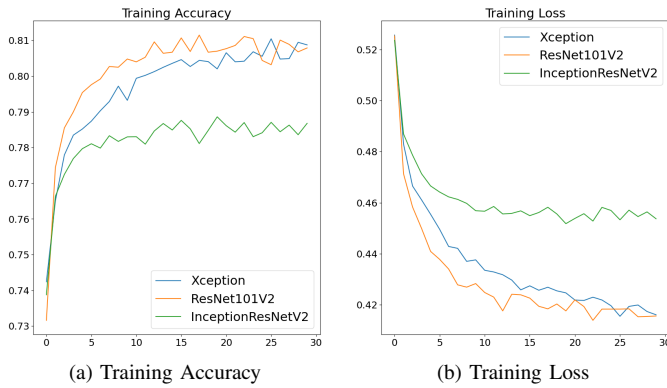 Training Accuracy
0.81
0.80
0.79
0.78
0.77
0.76
0.75
0.74
0.73
0 5 10 15 20 25 30
Xception
ResNet101V2
InceptionResNetV2
(a) Training Accuracy
Training Loss
0.52
0.50
0.48
0.46
0.44
0.42
0 5 10 15 20 25 30
Xception
ResNet101V2
InceptionResNetV2
(b) Training Loss